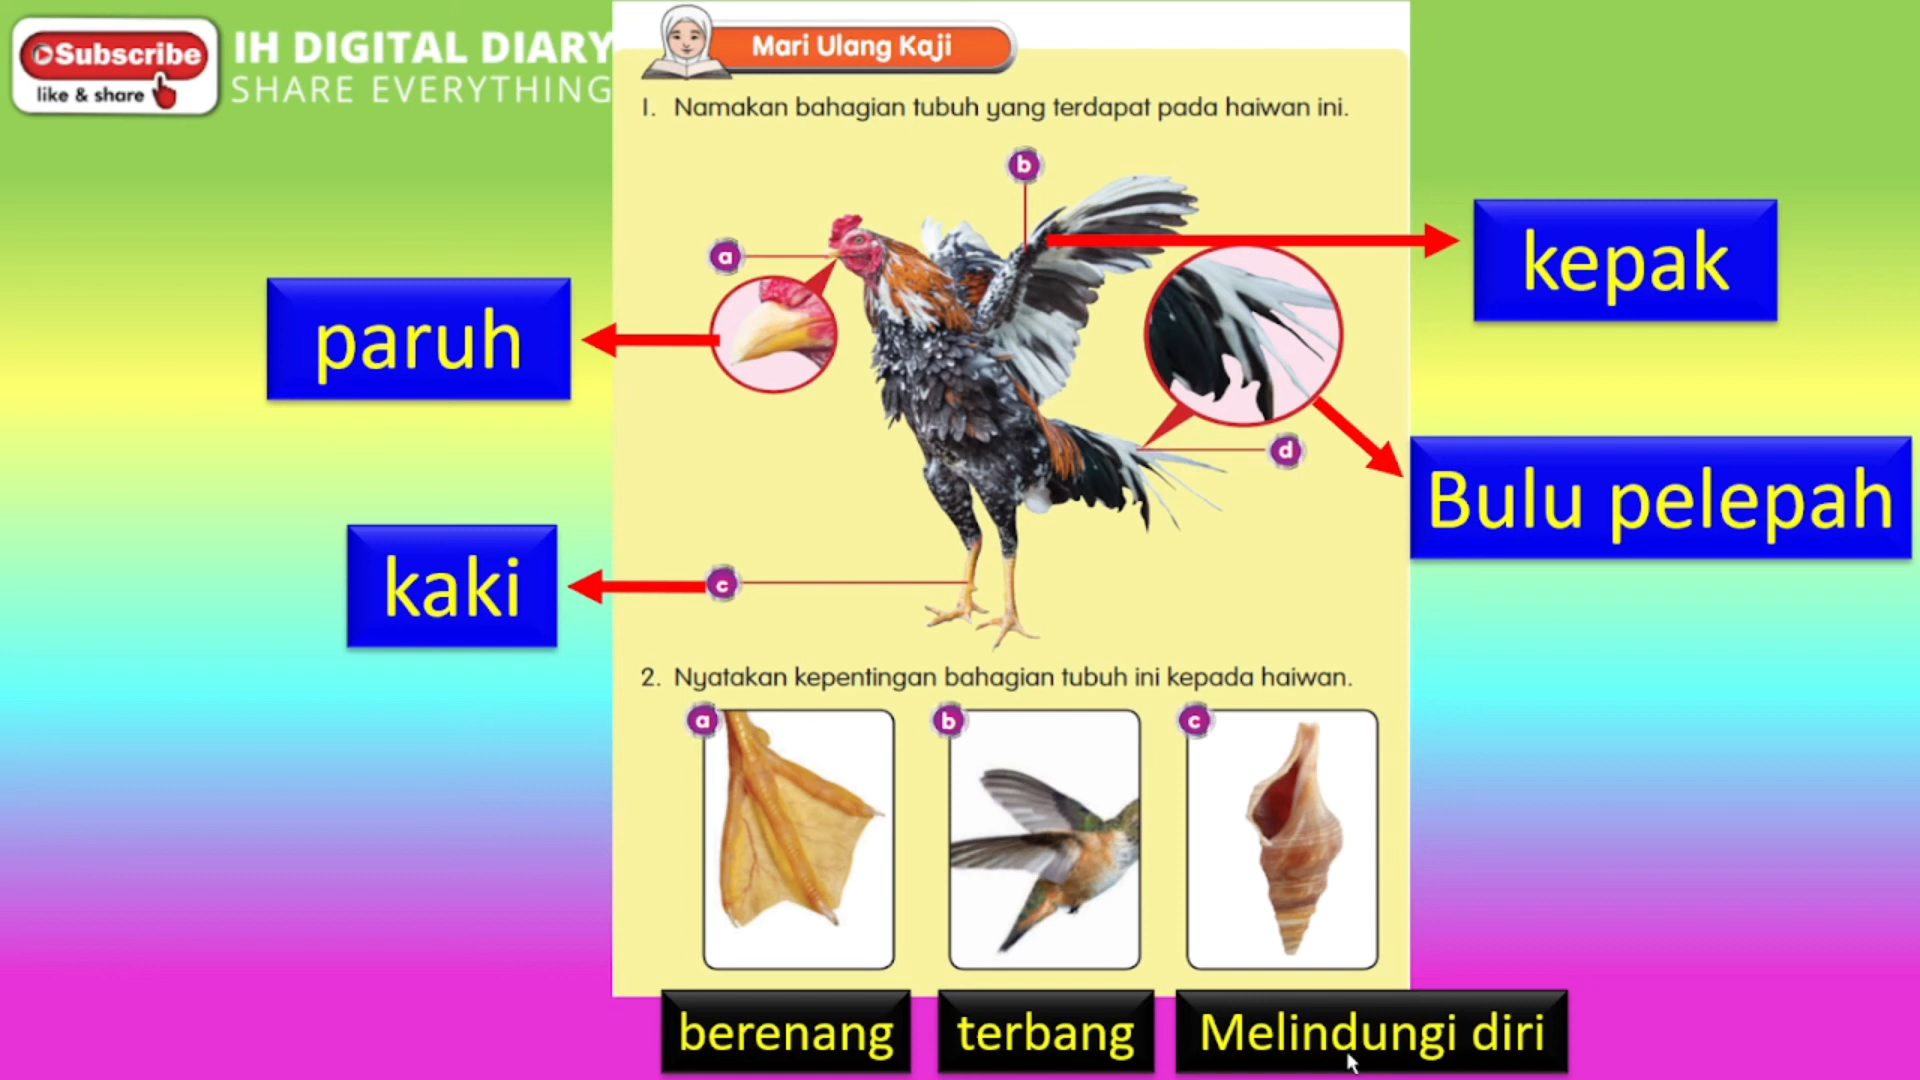 Subscribe
like & share
IH DIGITAL DIARY
SHARE EVERYTHING
Mari Ulang Kaji
1. Namakan bahagian tubuh yang terdapat pada haiwan ini.
b
a
kepak
paruh
d
Bulu pelepah
kaki
c
2. Nyatakan kepentingan bahagian tubuh ini kepada haiwan.
a
b
c
berenang
terbang
Melindungi diri